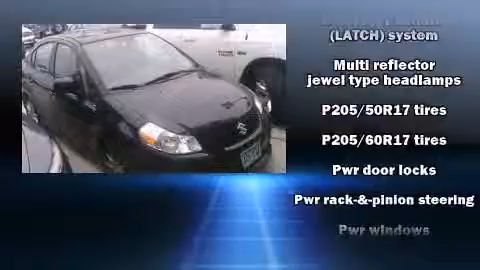 (LATCH) system
Multi reflector
jewel type headlamps
P205/50R17 tires
P205/60R17 tires
Pwr door locks
Pwr rack-&-pinion steering
Pwr windows